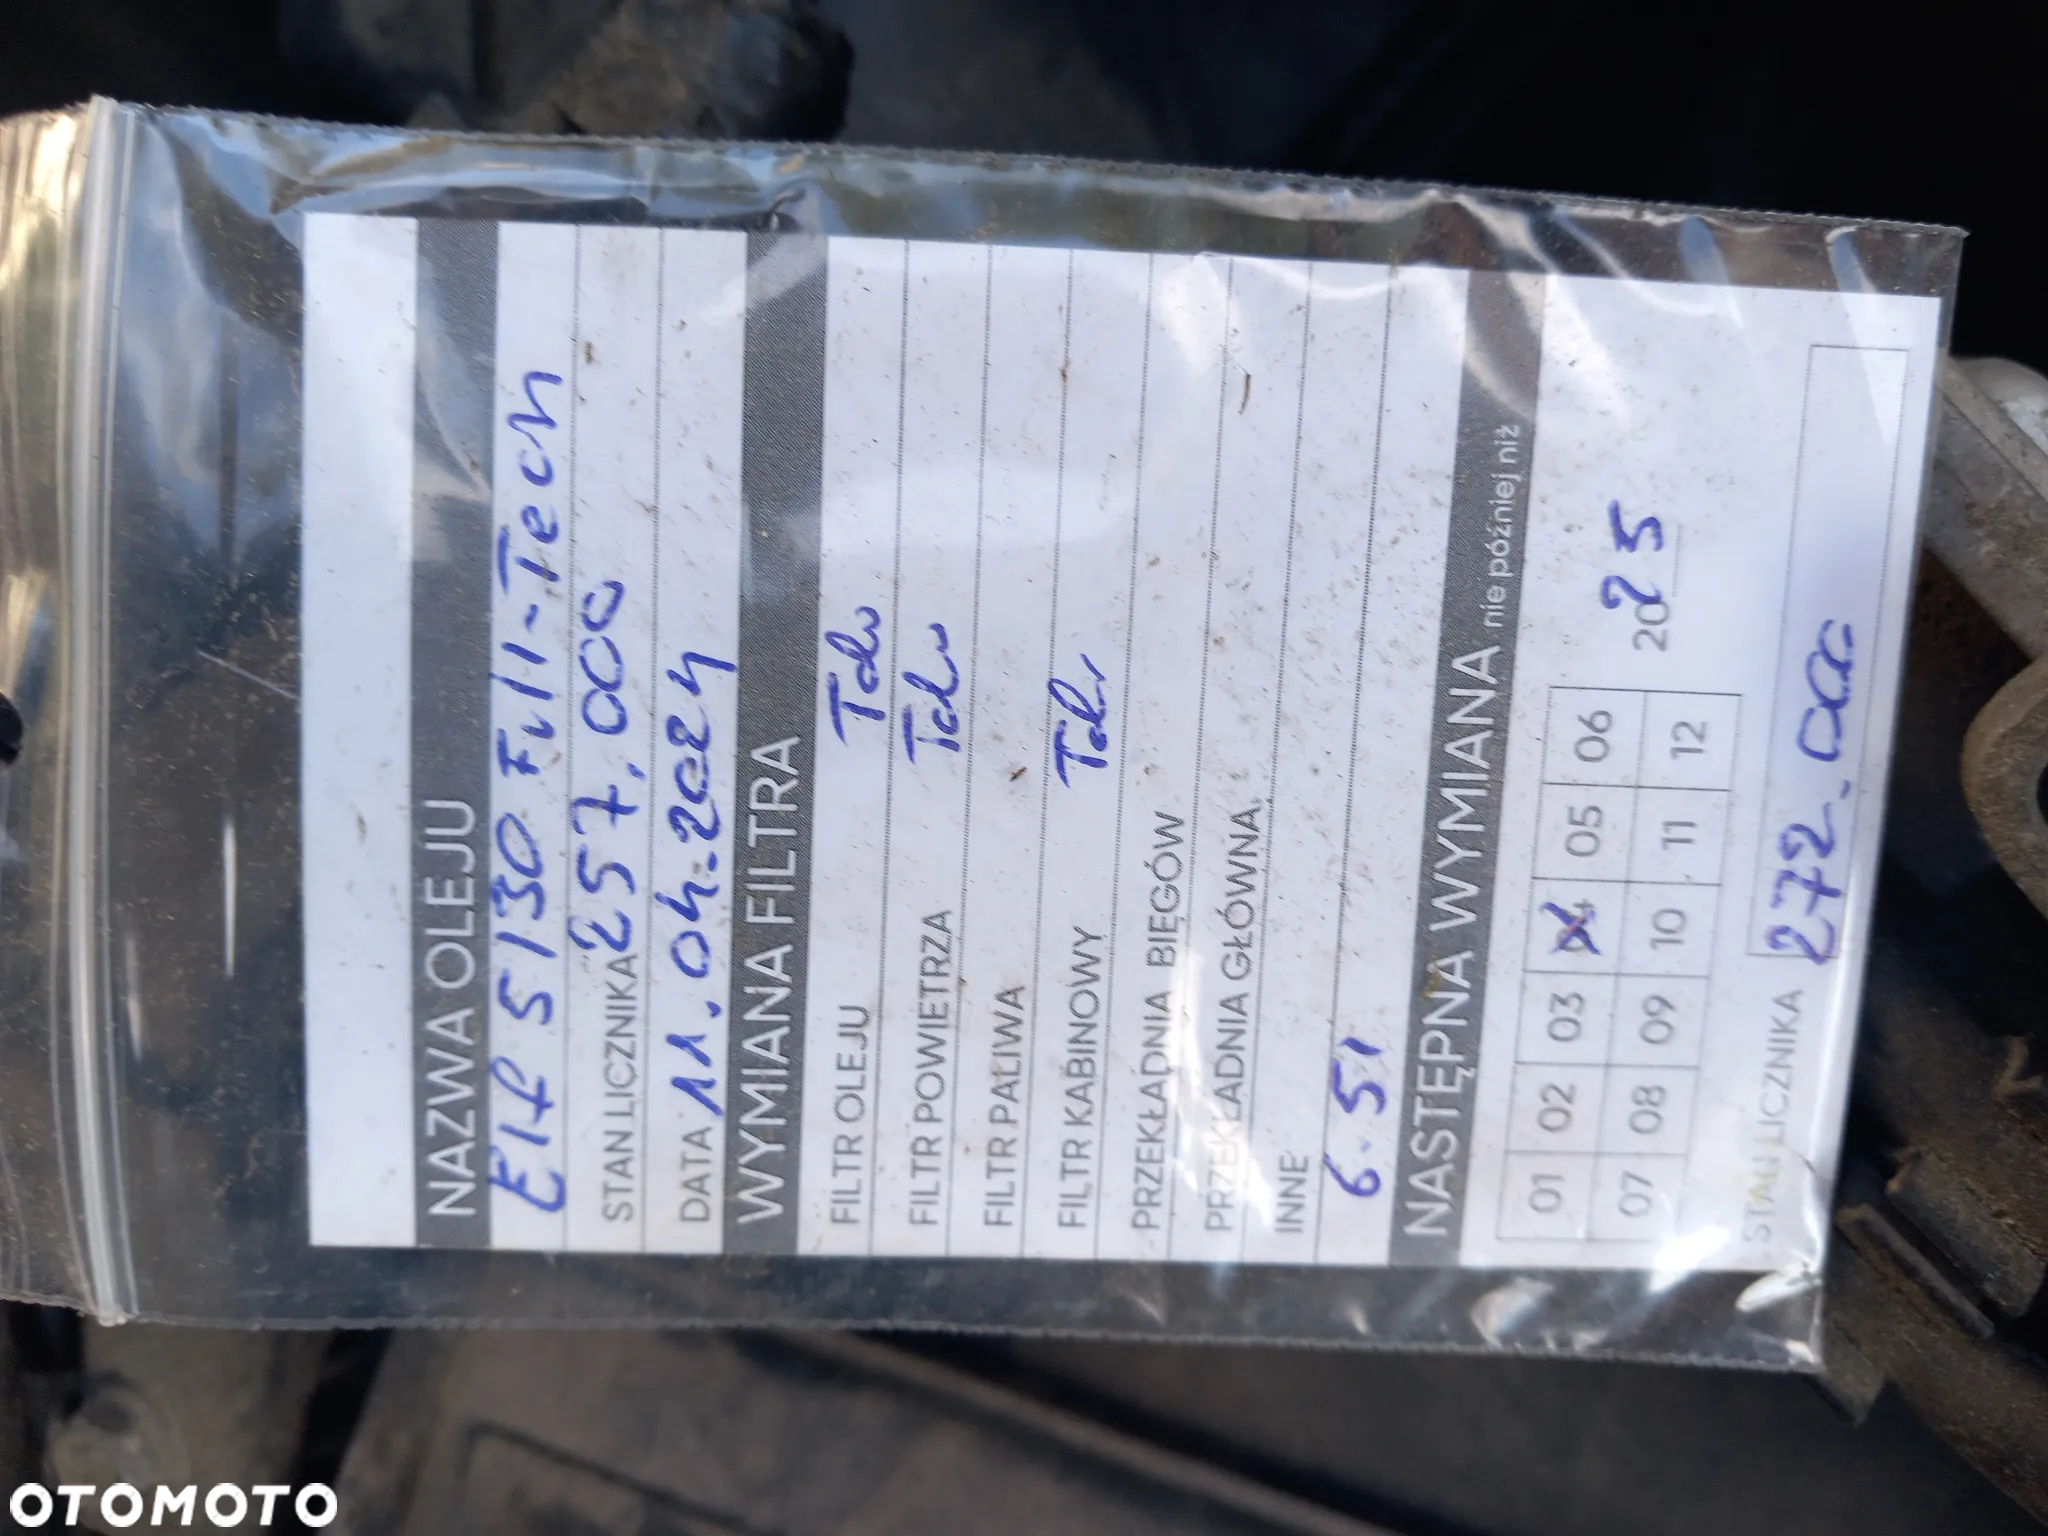 NAZWA OLEJU
Elf 5/30 Full-Tech
STAN LICZNIKA 257.000
DATA 11.04.2024
WYMIANA FILTRA
FILTR OLEJU Tak
FILTR POWIETRZA Tak
FILTR PALIWA
FILTR KABINOWY Tak
PRZEKŁADNIA BIEGÓW
PRZEKŁADNIA GŁÓWNA
INNE
6.5l
NASTĘPNA WYMIANA nie później niż
01 02 03 04 05 06 2025
07 08 09 10 11 12
STAN LICZNIKA 272.000
OTOMOTO